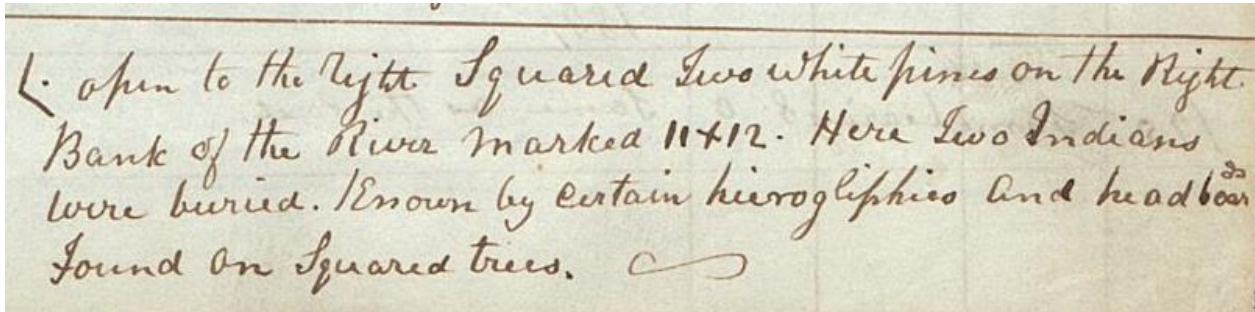 L. open to the Right Squared Two white pines on the Right
Bank of the River marked 11+12. Here Two Indians
were buried. Known by certain hierogliphics and headboards
Found on Squared trees.